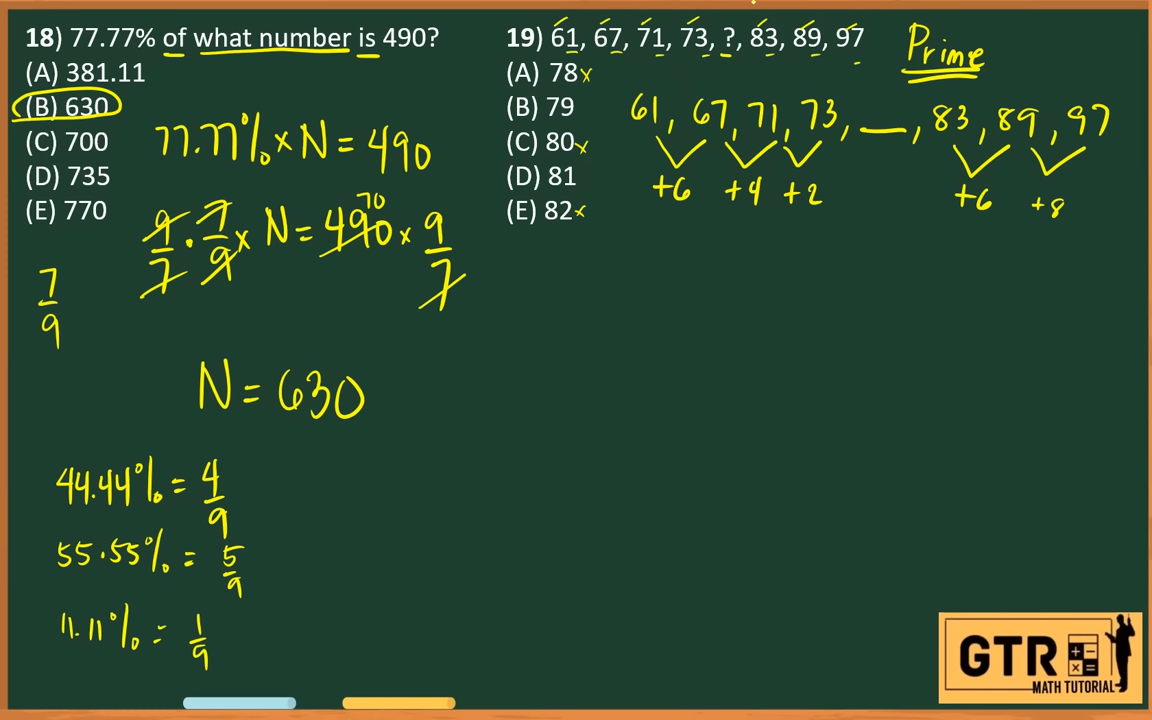 18) 77.77% of what number is 490?
(A) 381.11
(B) 630
(C) 700
(D) 735
(E) 770
77.77% × N = 490
9/7 · 7/9 × N = 490 70 × 9/7
7/9
N = 630
44.44% = 4/9
55.55% = 5/9
11.11% = 1/9
19) 61, 67, 71, 73, ?, 83, 89, 97
Prime
(A) 78 ×
(B) 79
(C) 80 ×
(D) 81
(E) 82 ×
61, 67, 71, 73, __, 83, 89, 97
+6 +4 +2 +6 +8
GTR
MATH TUTORIAL